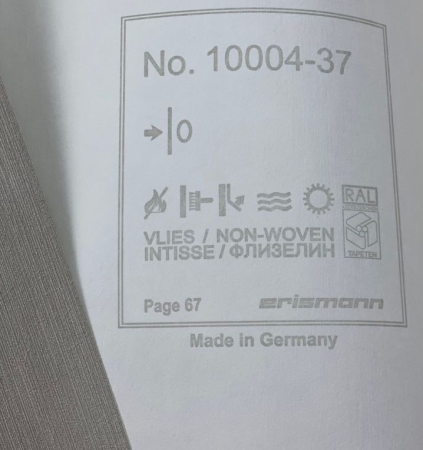 No. 10004-37
0
RAL
VLIES / NON-WOVEN
INTISSE / ФЛИЗЕЛИН
TAPETEN
Page 67
erismann
Made in Germany